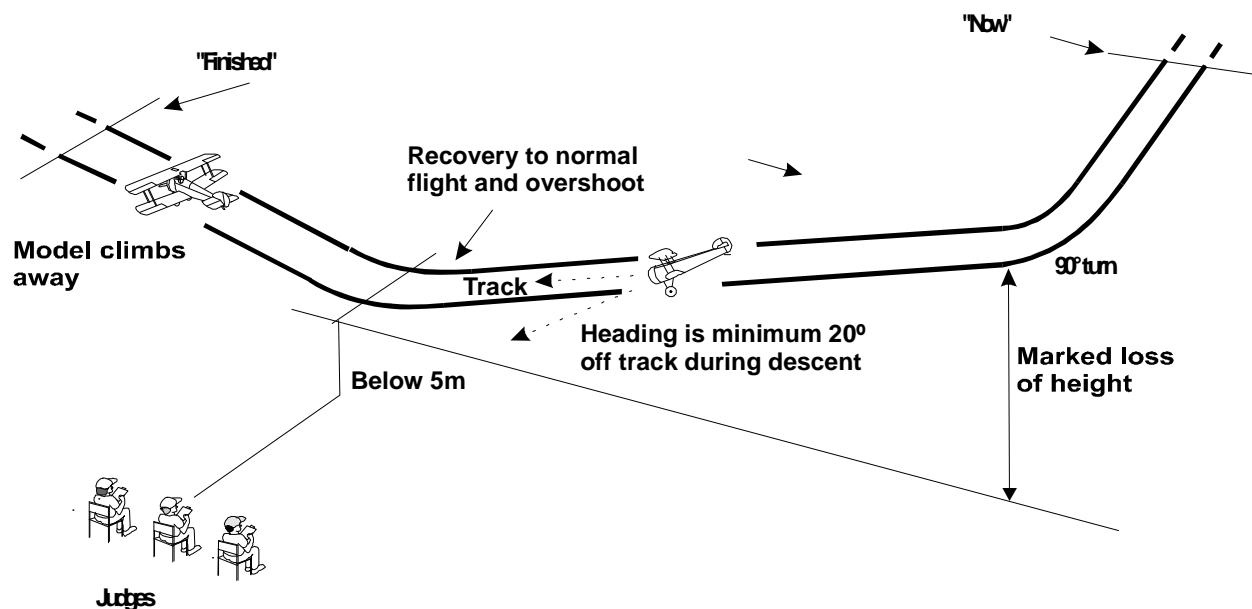 "Now"
"Finished"
Recovery to normal
flight and overshoot
Model climbs
away
90° turn
Track
Heading is minimum 20º
off track during descent
Marked loss
of height
Below 5m
Judges